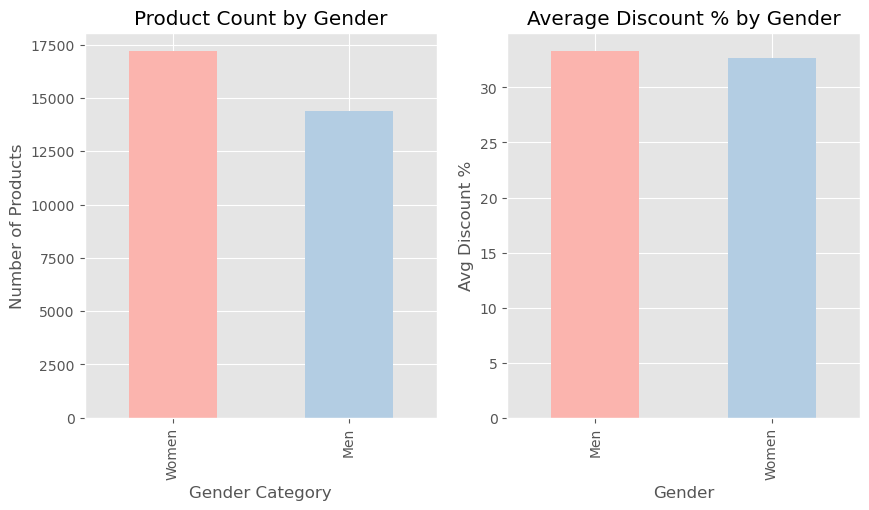 Product Count by Gender
Number of Products
17500
15000
12500
10000
7500
5000
2500
0
Women
Men
Gender Category
Average Discount % by Gender
Avg Discount %
30
25
20
15
10
5
0
Men
Women
Gender